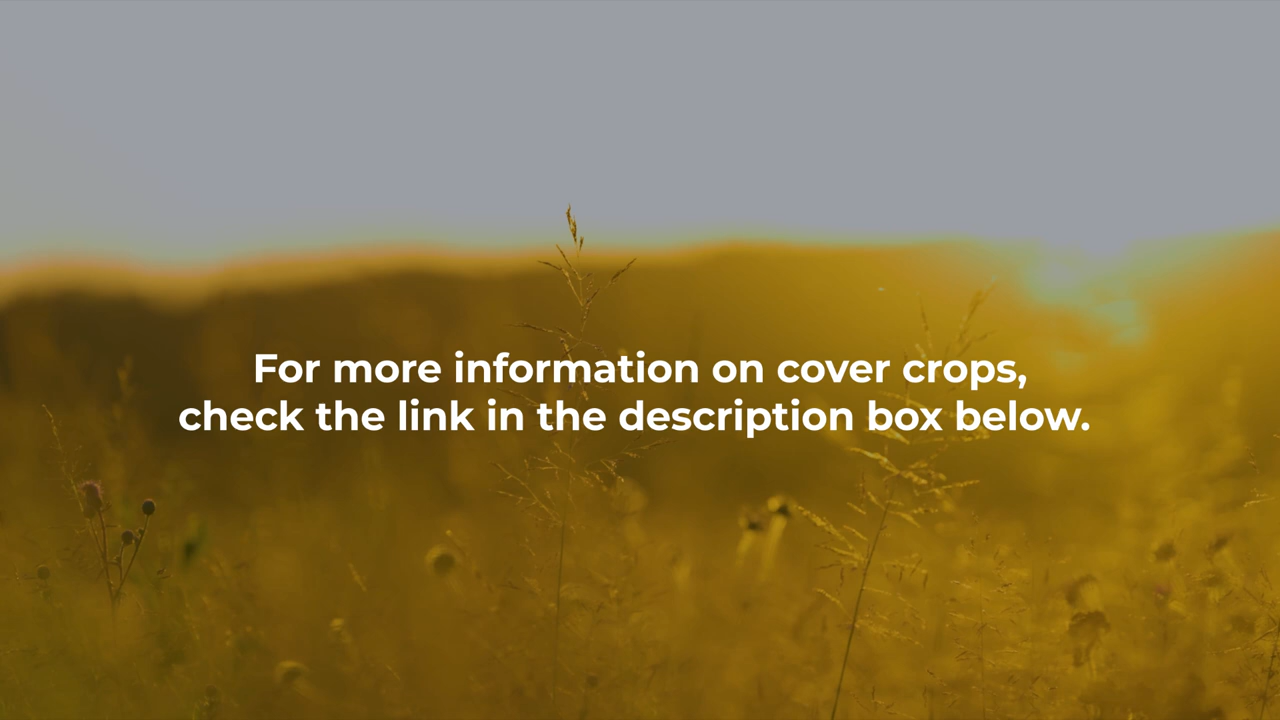 For more information on cover crops,
check the link in the description box below.